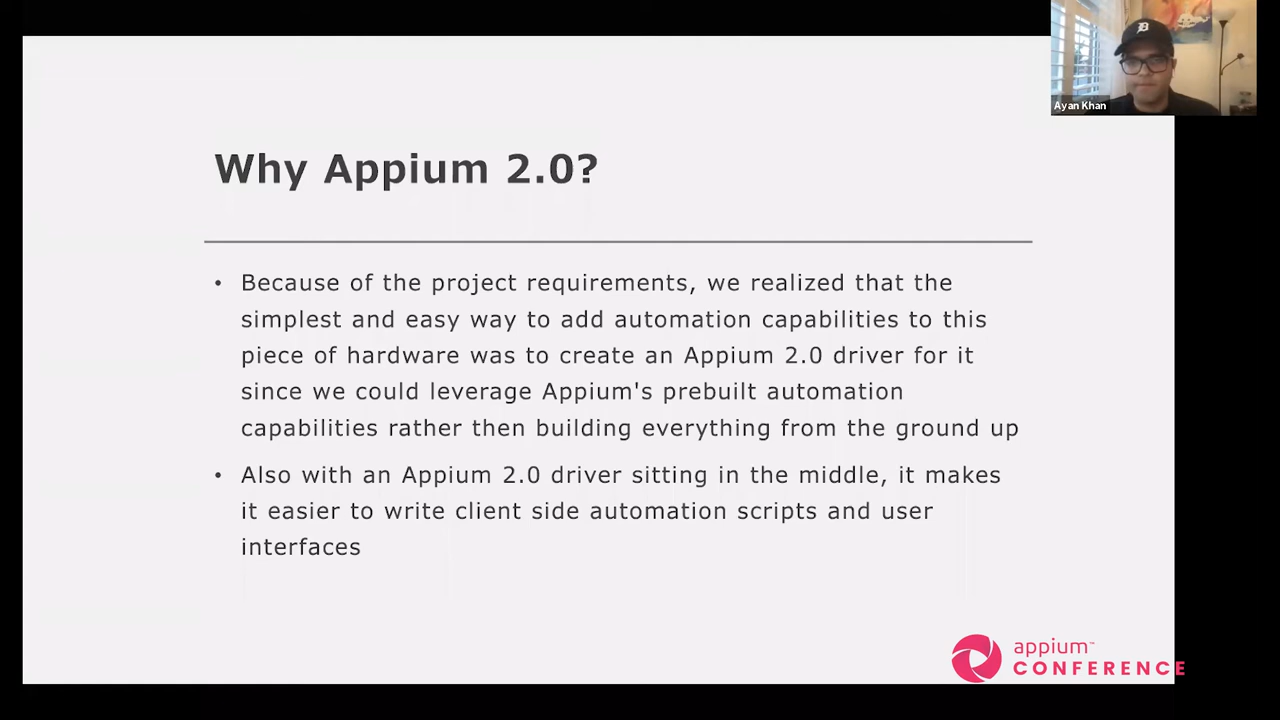 Ayan Khan
Why Appium 2.0?
• Because of the project requirements, we realized that the
simplest and easy way to add automation capabilities to this
piece of hardware was to create an Appium 2.0 driver for it
since we could leverage Appium's prebuilt automation
capabilities rather then building everything from the ground up
• Also with an Appium 2.0 driver sitting in the middle, it makes
it easier to write client side automation scripts and user
interfaces
appium™
CONFERENCE